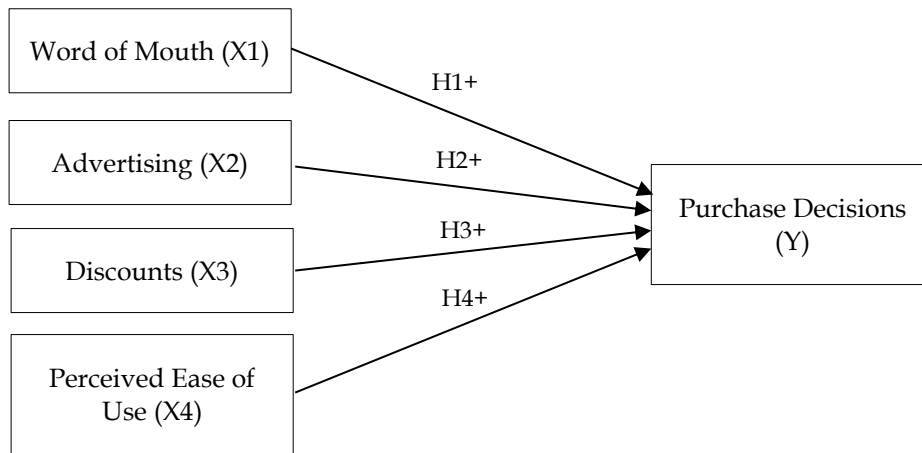 Word of Mouth (X1)
H1+
Advertising (X2)
H2+
Purchase Decisions
(Y)
Discounts (X3)
H3+
H4+
Perceived Ease of
Use (X4)